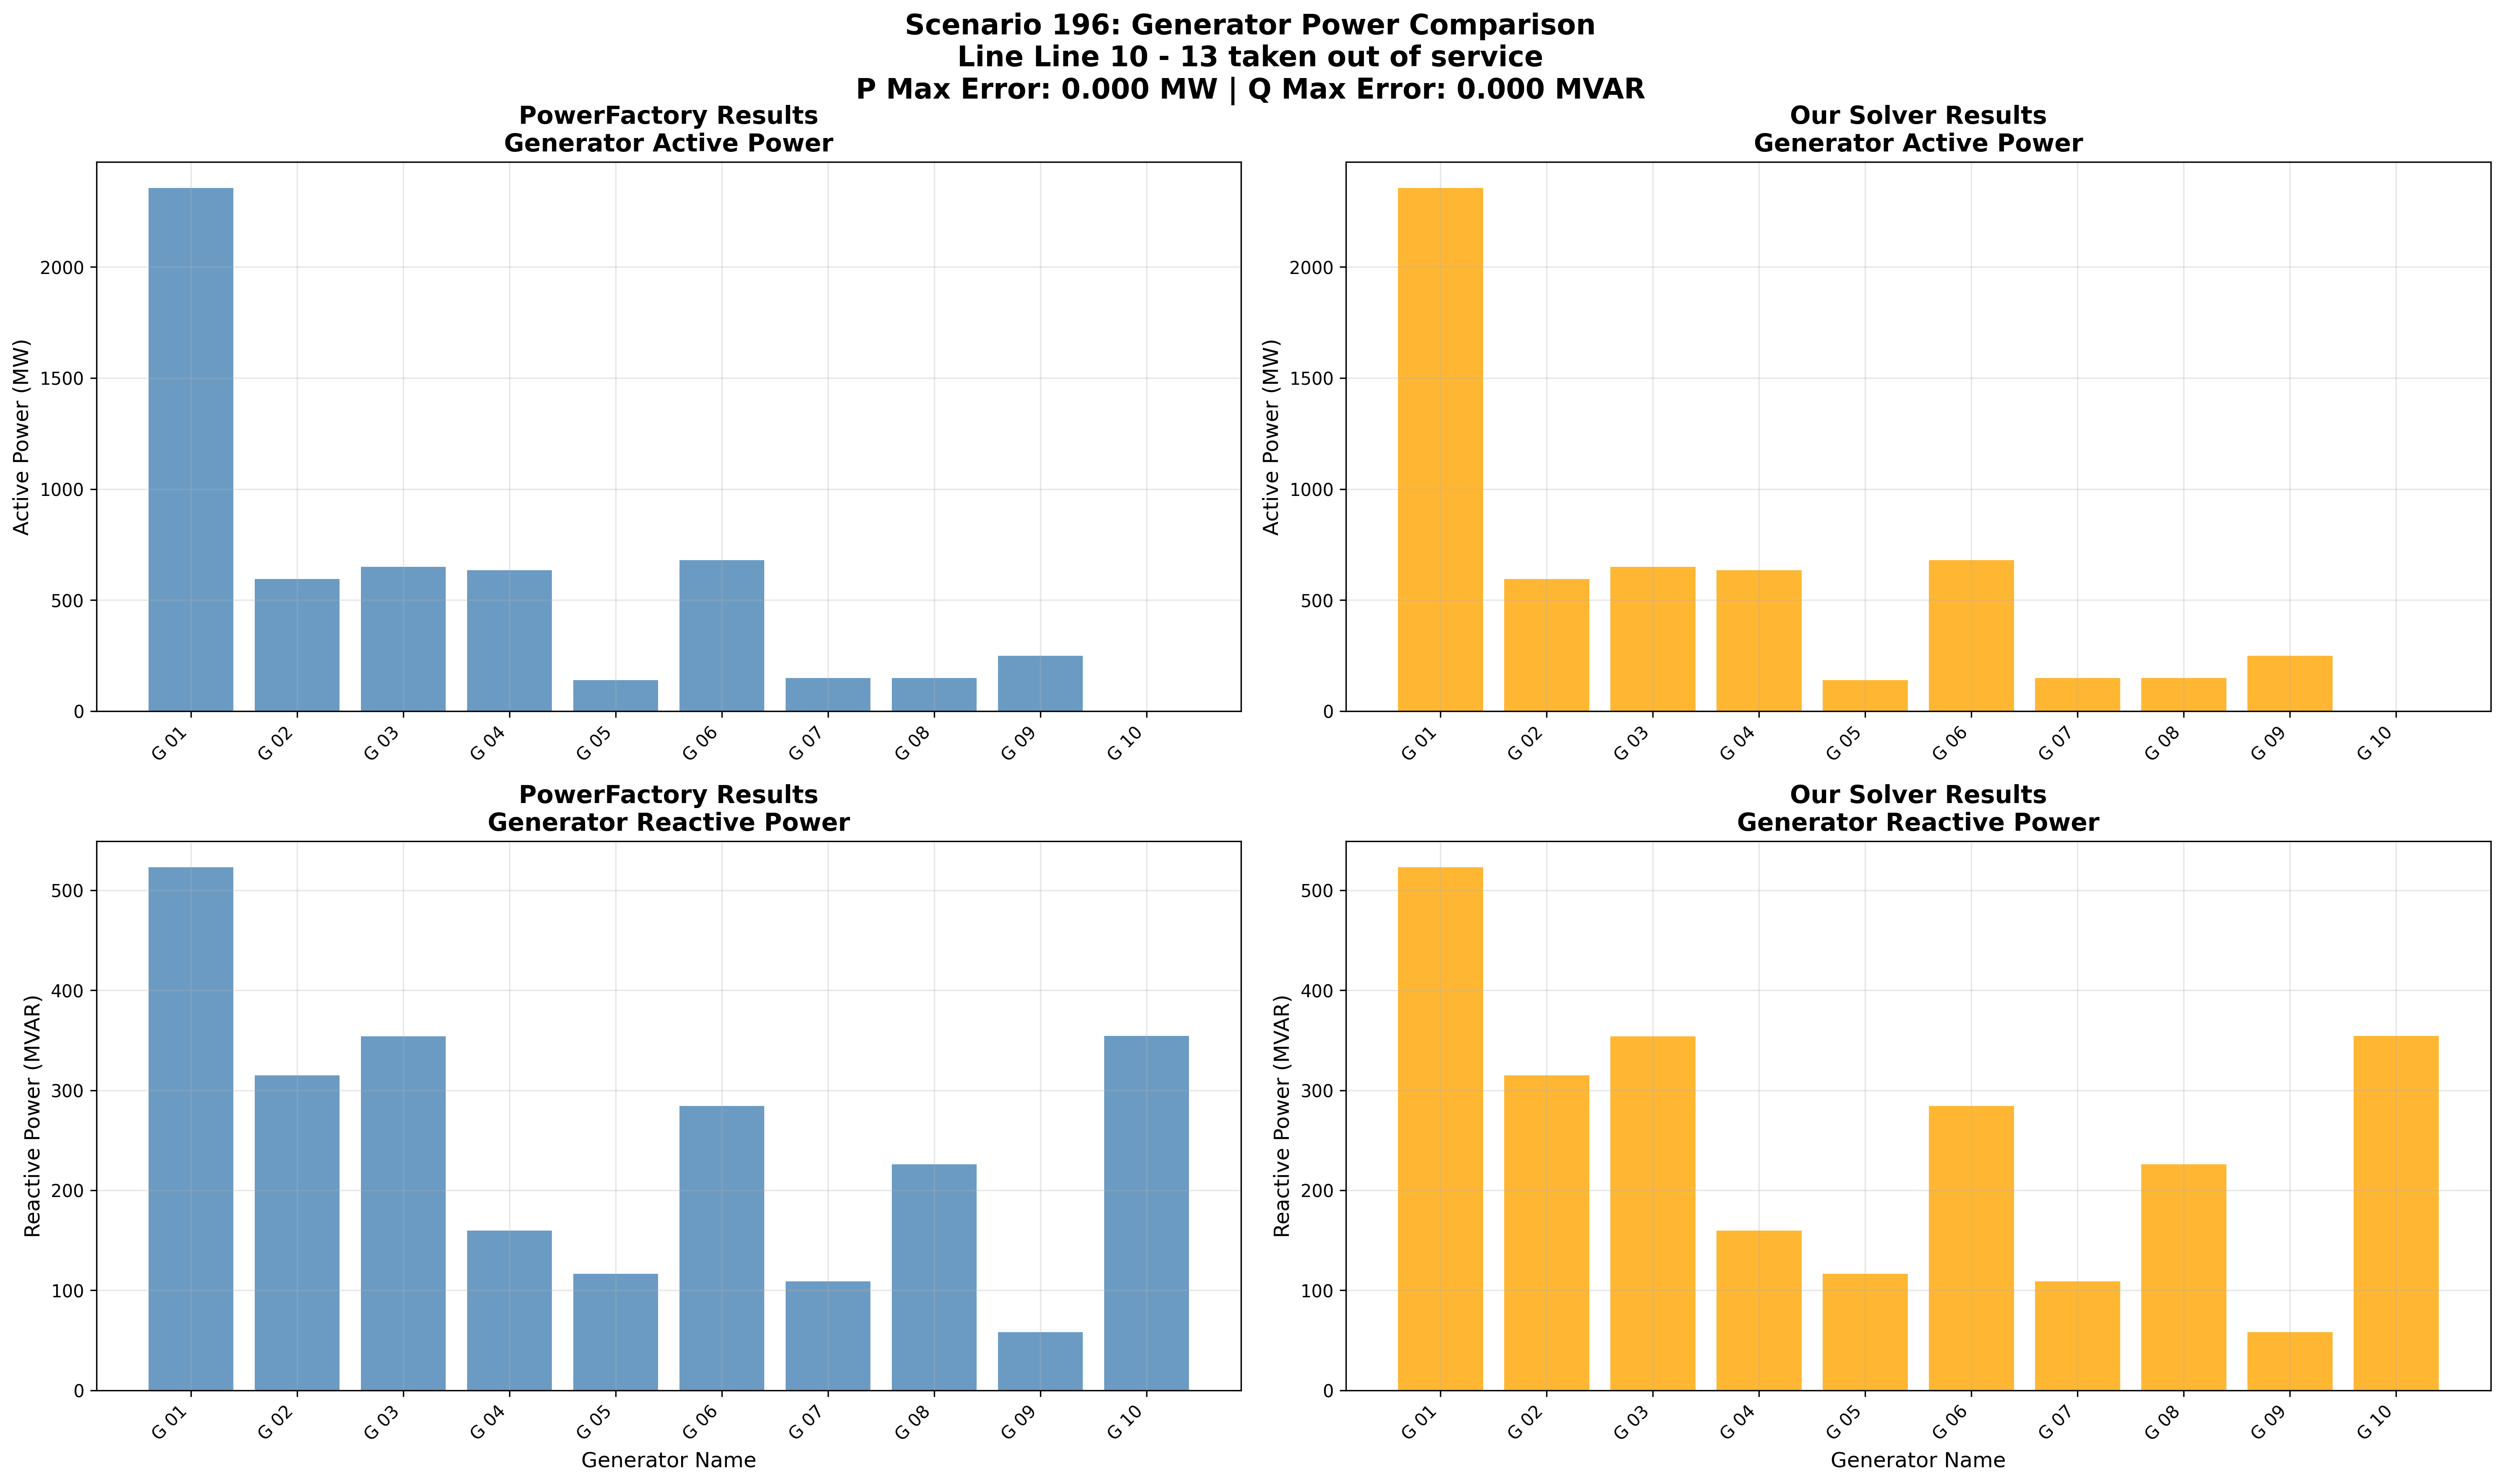 Scenario 196: Generator Power Comparison
Line Line 10 - 13 taken out of service
P Max Error: 0.000 MW | Q Max Error: 0.000 MVAR
PowerFactory Results
Generator Active Power
Active Power (MW)
2000
1500
1000
500
0
G 01 G 02 G 03 G 04 G 05 G 06 G 07 G 08 G 09 G 10
Our Solver Results
Generator Active Power
Active Power (MW)
2000
1500
1000
500
0
G 01 G 02 G 03 G 04 G 05 G 06 G 07 G 08 G 09 G 10
PowerFactory Results
Generator Reactive Power
Reactive Power (MVAR)
500
400
300
200
100
0
G 01 G 02 G 03 G 04 G 05 G 06 G 07 G 08 G 09 G 10
Generator Name
Our Solver Results
Generator Reactive Power
Reactive Power (MVAR)
500
400
300
200
100
0
G 01 G 02 G 03 G 04 G 05 G 06 G 07 G 08 G 09 G 10
Generator Name